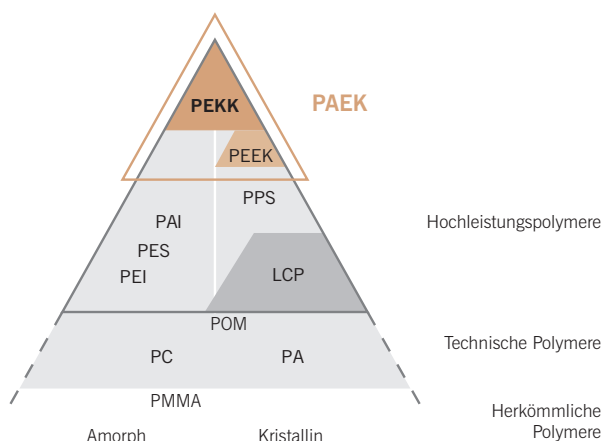 PEKK
PAEK
PEEK
PPS
PAI
Hochleistungspolymere
PES
PEI
LCP
POM
Technische Polymere
PC
PA
PMMA
Herkömmliche
Polymere
Amorph
Kristallin